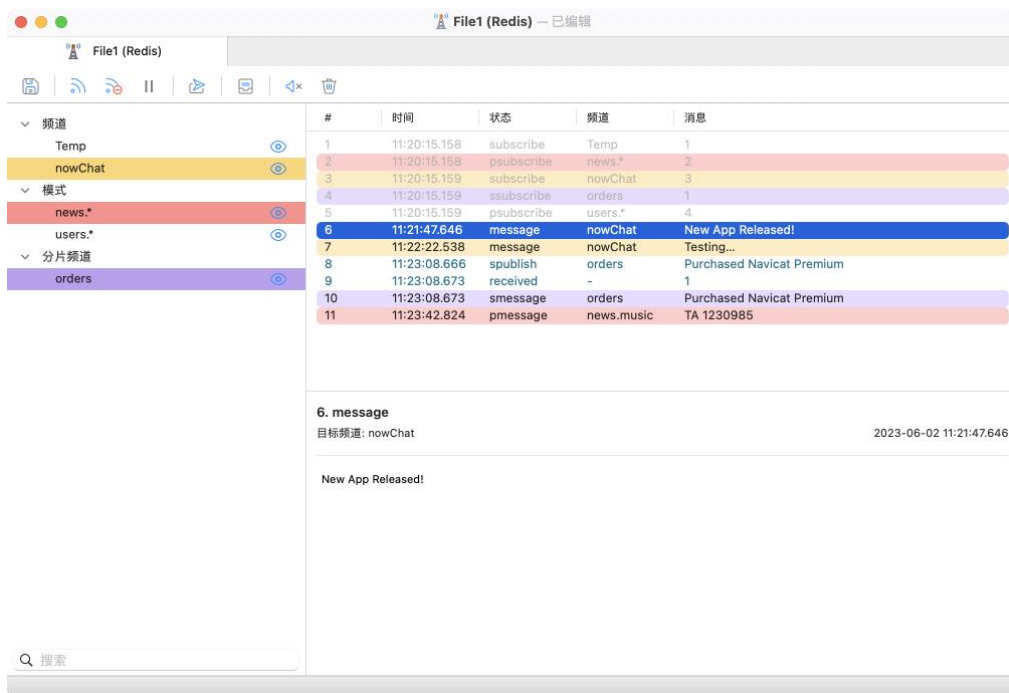 File1 (Redis) — 已编辑
File1 (Redis)
频道
Temp
nowChat
模式
news.*
users.*
分片频道
orders
搜索
# 时间 状态 频道 消息
1 11:20:15.158 subscribe Temp 1
2 11:20:15.158 psubscribe news.* 2
3 11:20:15.159 subscribe nowChat 3
4 11:20:15.159 ssubscribe orders 1
5 11:20:15.159 psubscribe users.* 4
6 11:21:47.646 message nowChat New App Released!
7 11:22:22.538 message nowChat Testing...
8 11:23:08.666 spublish orders Purchased Navicat Premium
9 11:23:08.673 received - 1
10 11:23:08.673 smessage orders Purchased Navicat Premium
11 11:23:42.824 pmessage news.music TA 1230985
6. message
目标频道: nowChat 2023-06-02 11:21:47.646
New App Released!